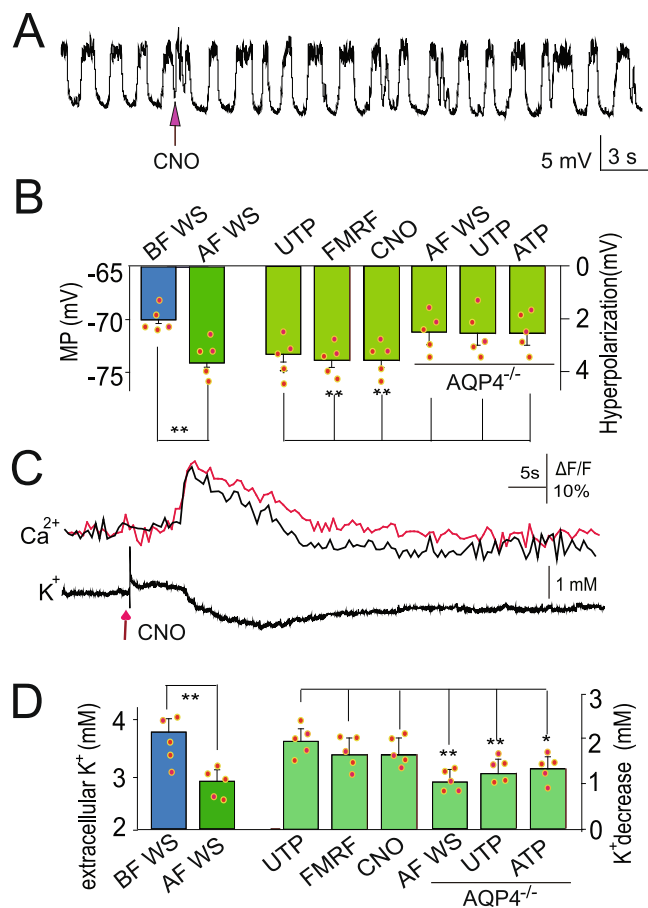 A
CNO
5 mV
3 s
B
BF WS
AF WS
UTP
FMRF
CNO
AF WS
UTP
ATP
-65
-70
-75
MP (mV)
0
2
4
Hyperpolarization(mV)
**
**
**
AQP4-/-
C
5s
ΔF/F
10%
Ca2+
K+
1 mM
CNO
D
**
4
3
2
extracellular K+ (mM)
**
**
*
3
2
1
0
K+decrease (mM)
BF WS
AF WS
UTP
FMRF
CNO
AF WS
UTP
ATP
AQP4-/-